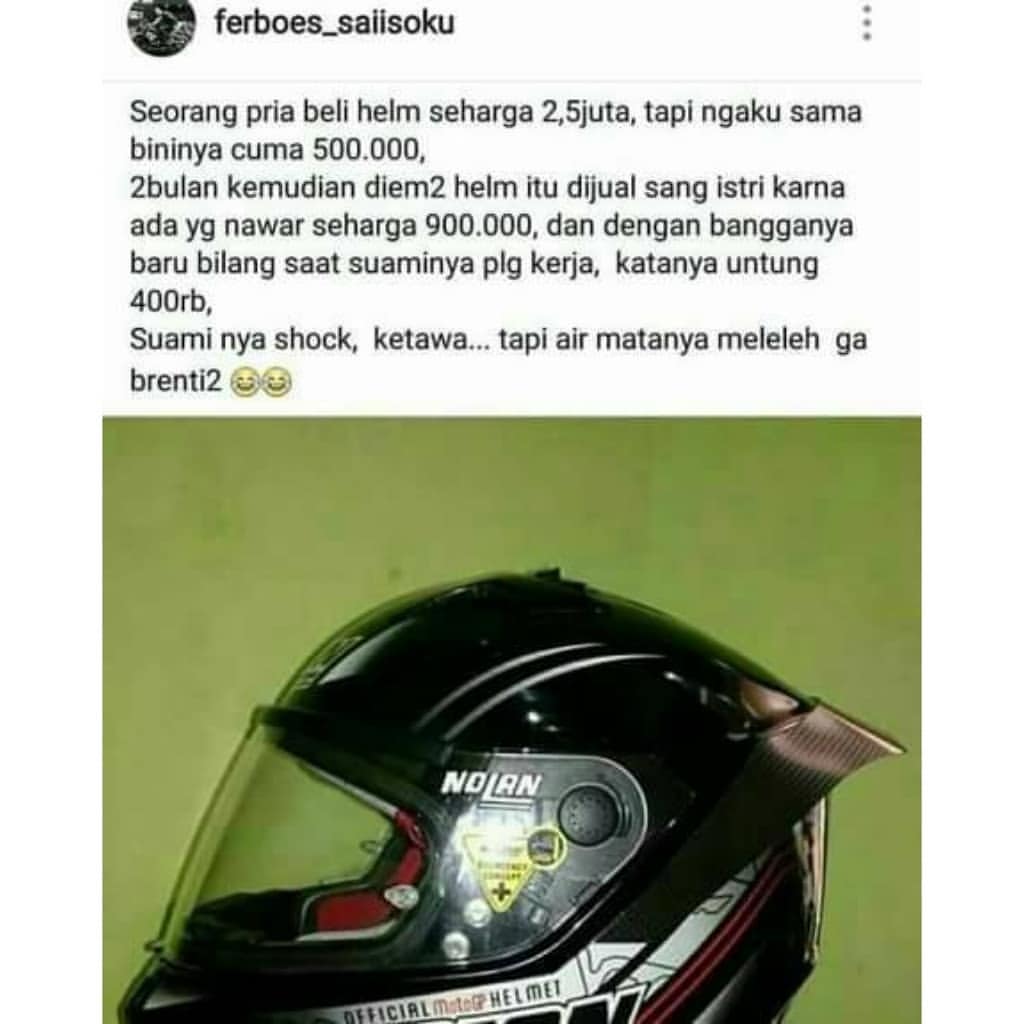 ferboes_saiisoku
Seorang pria beli helm seharga 2,5juta, tapi ngaku sama
bininya cuma 500.000,
2bulan kemudian diem2 helm itu dijual sang istri karna
ada yg nawar seharga 900.000, dan dengan bangganya
baru bilang saat suaminya plg kerja,  katanya untung
400rb,
Suami nya shock,  ketawa... tapi air matanya meleleh  ga
brenti2 😂😂
NOLAN
OFFICIAL MotoGP HELMET